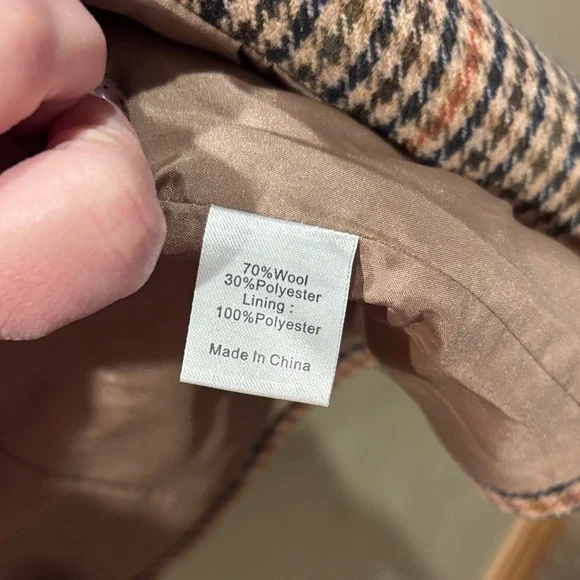 70%Wool
30%Polyester
Lining :
100%Polyester
Made In China